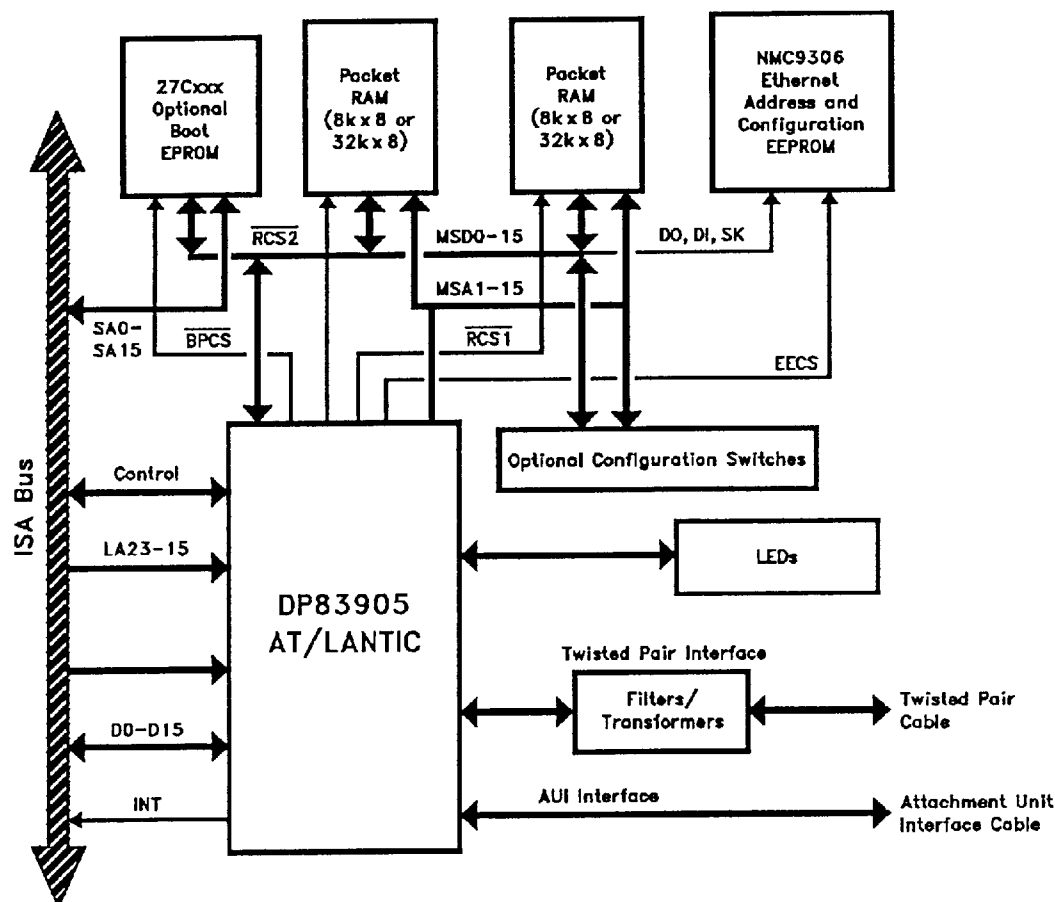 27Cxxx
Optional
Boot
EPROM
Packet
RAM
(8k x 8 or
32k x 8)
Packet
RAM
(8k x 8 or
32k x 8)
NMC9306
Ethernet
Address and
Configuration
EEPROM
RCS2
MSD0-15
DO, DI, SK
MSA1-15
SA0-
SA15
BPCS
RCS1
EECS
ISA Bus
Optional Configuration Switches
Control
LA23-15
LEDs
DP83905
AT/LANTIC
Twisted Pair Interface
Filters/
Transformers
Twisted Pair
Cable
D0-D15
INT
AUI Interface
Attachment Unit
Interface Cable